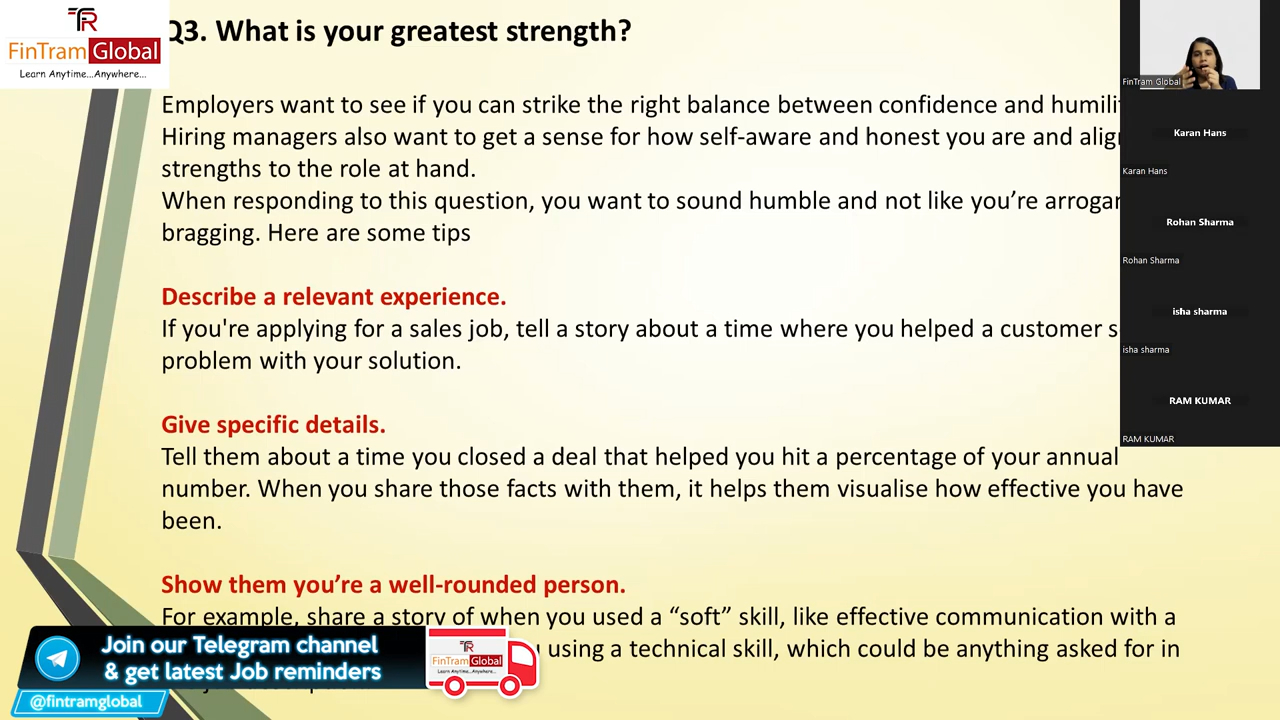 TR
FinTram Global
Learn Anytime...Anywhere...
Q3. What is your greatest strength?
Employers want to see if you can strike the right balance between confidence and
Hiring managers also want to get a sense for how self-aware and honest you are and
strengths to the role at hand.
When responding to this question, you want to sound humble and not like you’re
bragging. Here are some tips
Describe a relevant experience.
If you're applying for a sales job, tell a story about a time where you helped a customer
problem with your solution.
Give specific details.
Tell them about a time you closed a deal that helped you hit a percentage of your annual
number. When you share those facts with them, it helps them visualise how effective you have
been.
Show them you’re a well-rounded person.
For example, share a story of when you used a “soft” skill, like effective communication with a
using a technical skill, which could be anything asked for in
FinTram Global
Karan Hans
Karan Hans
Rohan Sharma
Rohan Sharma
isha sharma
isha sharma
RAM KUMAR
RAM KUMAR
Join our Telegram channel
& get latest Job reminders
@fintramglobal
TR
FinTram Global